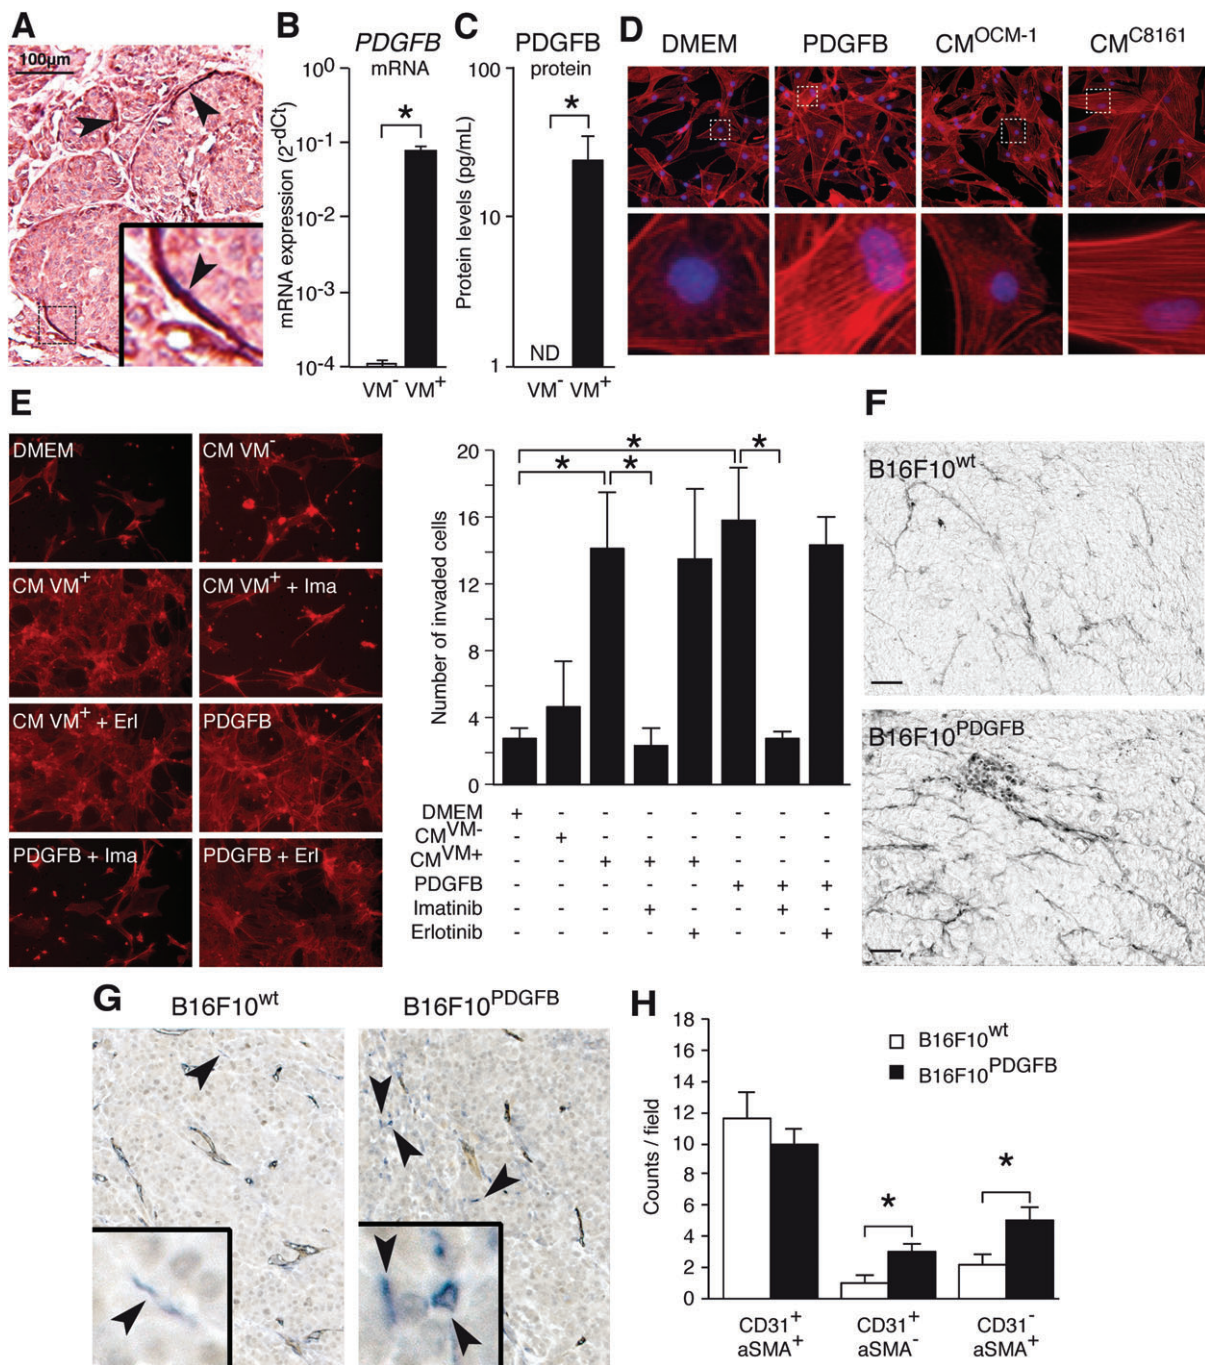 A
100μm
B
PDGFB
mRNA
mRNA expression (2-dCt)
10⁰
10⁻¹
10⁻²
10⁻³
10⁻⁴
*
VM⁻ VM⁺
C
PDGFB
protein
Protein levels (pg/mL)
100
10
1
*
ND
VM⁻ VM⁺
D
DMEM PDGFB CM^OCM-1 CM^C8161
E
DMEM CM VM⁻
CM VM⁺ CM VM⁺ + Ima
CM VM⁺ + Erl PDGFB
PDGFB + Ima PDGFB + Erl
Number of invaded cells
20
16
12
8
4
0
* * * *
DMEM + - - - - - - -
CM^VM- - + - - - - - -
CM^VM+ - - + + + - - -
PDGFB - - - - - + + +
Imatinib - - - + - - + -
Erlotinib - - - - + - - +
F
B16F10^wt
B16F10^PDGFB
G
B16F10^wt B16F10^PDGFB
H
Counts / field
18
16
14
12
10
8
6
4
2
0
B16F10^wt
B16F10^PDGFB
* *
CD31⁺ CD31⁺ CD31⁻
aSMA⁺ aSMA⁻ aSMA⁺